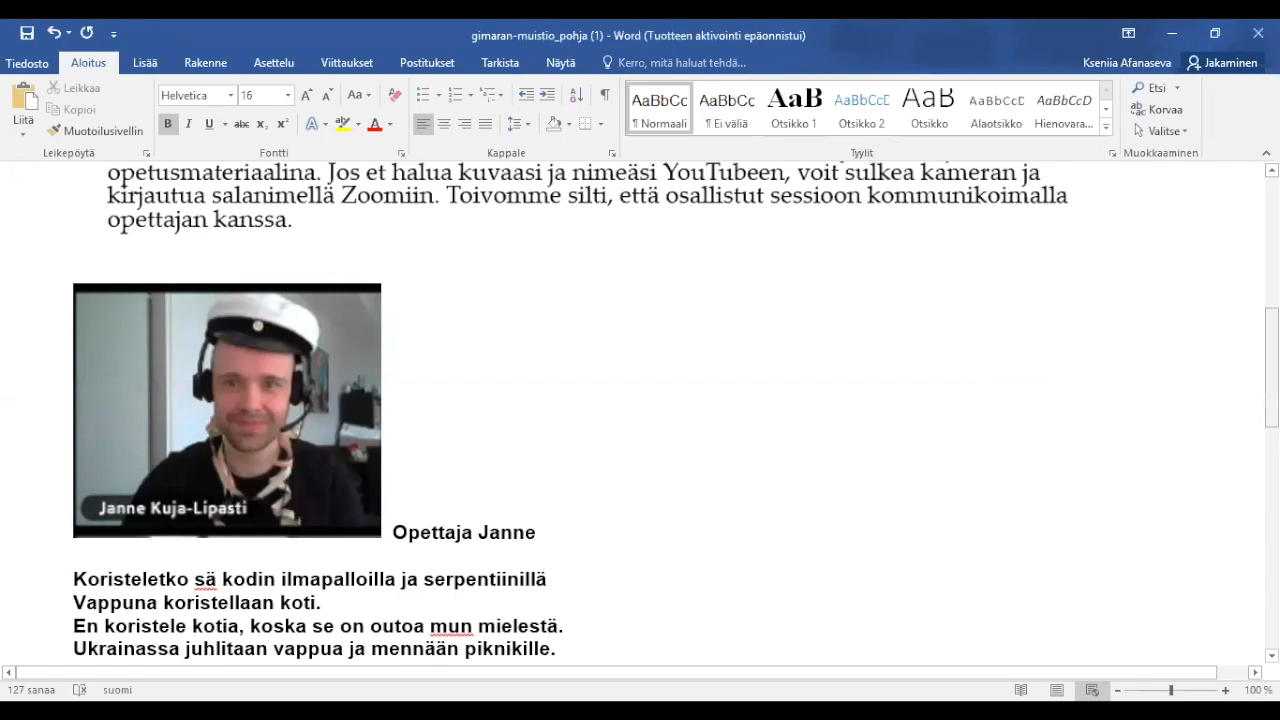 gimaran-muistio_pohja (1) - Word (Tuotteen aktivointi epäonnistui)
Tiedosto Aloitus Lisää Rakenne Asettelu Viittaukset Postitukset Tarkista Näytä Kerro, mitä haluat tehdä... Kseniia Afanaseva Jakaminen
Liitä
Leikkaa
Kopioi
Muotoilusivellin
Leikepöytä
Helvetica 16
Fontti
Kappale
AaBbCc AaBbCc AaB AaBbCcD AaB AaBbCcD AaBbCcD
¶ Normaali ¶ Ei väliä Otsikko 1 Otsikko 2 Otsikko Alaotsikko Hienovara...
Tyylit
Etsi
Korvaa
Valitse
Muokkaaminen
opetusmateriaalina. Jos et halua kuvaasi ja nimeäsi YouTubeen, voit sulkea kameran ja
kirjautua salanimellä Zoomiin. Toivomme silti, että osallistut sessioon kommunikoimalla
opettajan kanssa.
Janne Kuja-Lipasti
Opettaja Janne
Koristeletko sä kodin ilmapalloilla ja serpentiinillä
Vappuna koristellaan koti.
En koristele kotia, koska se on outoa mun mielestä.
Ukrainassa juhlitaan vappua ja mennään piknikille.
127 sanaa suomi 100 %